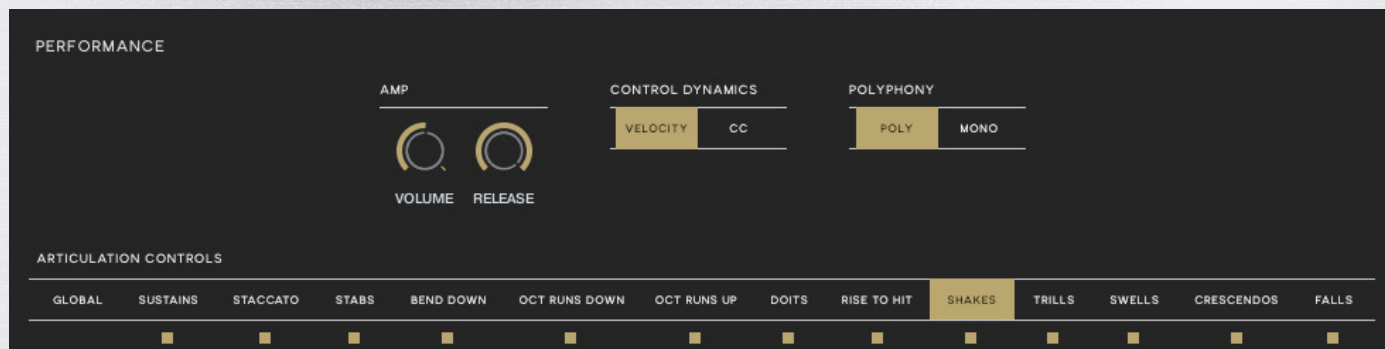 PERFORMANCE
AMP
CONTROL DYNAMICS
POLYPHONY
VELOCITY CC
POLY MONO
VOLUME RELEASE
ARTICULATION CONTROLS
GLOBAL SUSTAINS STACCATO STABS BEND DOWN OCT RUNS DOWN OCT RUNS UP DOITS RISE TO HIT SHAKES TRILLS SWELLS CRESCENDOS FALLS